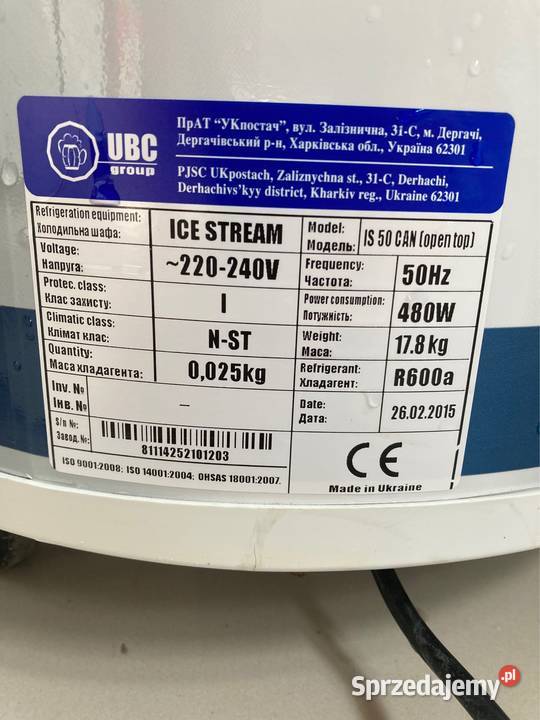 UBC
group
ПрАТ "УКпостач", вул. Залізнична, 31-С, м. Дергачі,
Дергачівський р-н, Харківська обл., Україна 62301
PJSC UKpostach, Zaliznychna st., 31-C, Derhachi,
Derhachivs'kyy district, Kharkiv reg., Ukraine 62301
Refrigeration equipment:
Холодильна шафа:
ICE STREAM
Model:
Модель:
IS 50 CAN (open top)
Voltage:
Напруга:
~220-240V
Frequency:
Частота:
50Hz
Protec. class:
Клас захисту:
I
Power consumption:
Потужність:
480W
Climatic class:
Клімат клас:
N-ST
Weight:
Маса:
17.8 kg
Quantity:
Маса хладагента:
0,025kg
Refrigerant:
Хладагент:
R600a
Inv. №
Інв. №
–
Date:
Дата:
26.02.2015
S/n №:
Завод. №:
81114252101203
CE
ISO 9001:2008; ISO 14001:2004; OHSAS 18001:2007.
Made in Ukraine
Sprzedajemy.pl